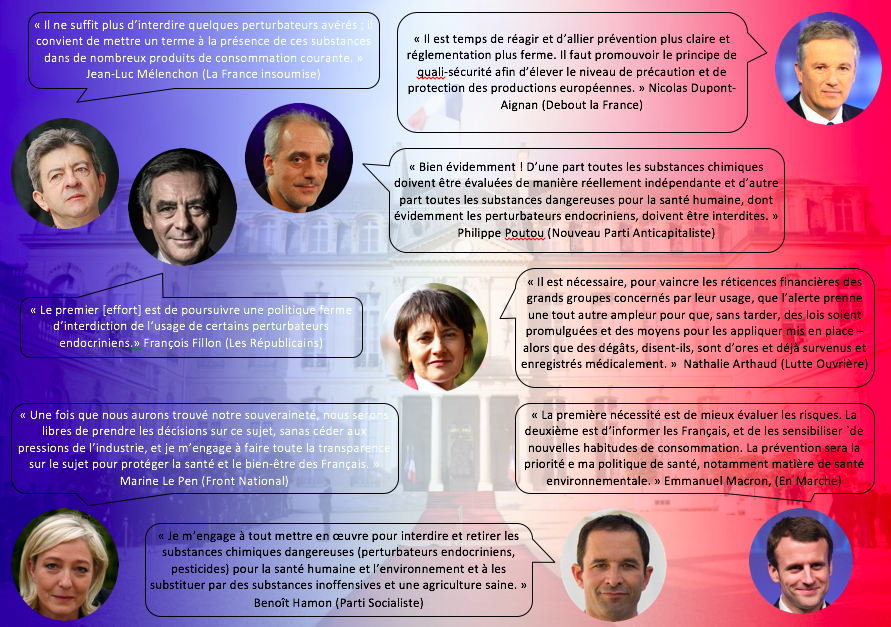 « Il ne suffit plus d'interdire quelques perturbateurs avérés ; il
convient de mettre un terme à la présence de ces substances
dans de nombreux produits de consommation courante. »
Jean-Luc Mélenchon (La France insoumise)
« Il est temps de réagir et d'allier prévention plus claire et
réglementation plus ferme. Il faut promouvoir le principe de
quali-sécurité afin d'élever le niveau de précaution et de
protection des productions européennes. » Nicolas Dupont-
Aignan (Debout la France)
« Bien évidemment ! D'une part toutes les substances chimiques
doivent être évaluées de manière réellement indépendante et d'autre
part toutes les substances dangereuses pour la santé humaine, dont
évidemment les perturbateurs endocriniens, doivent être interdites. »
Philippe Poutou (Nouveau Parti Anticapitaliste)
« Le premier [effort] est de poursuivre une politique ferme
d'interdiction de l'usage de certains perturbateurs
endocriniens.» François Fillon (Les Républicains)
« Il est nécessaire, pour vaincre les réticences financières des
grands groupes concernés par leur usage, que l'alerte prenne
une tout autre ampleur pour que, sans tarder, des lois soient
promulguées et des moyens pour les appliquer mis en place –
alors que des dégâts, disent-ils, sont d'ores et déjà survenus et
enregistrés médicalement. » Nathalie Arthaud (Lutte Ouvrière)
« Une fois que nous aurons trouvé notre souveraineté, nous serons
libres de prendre les décisions sur ce sujet, sanas céder aux
pressions de l'industrie, et je m'engage à faire toute la transparence
sur le sujet pour protéger la santé et le bien-être des Français. »
Marine Le Pen (Front National)
« La première nécessité est de mieux évaluer les risques. La
deuxième est d'informer les Français, et de les sensibiliser `de
nouvelles habitudes de consommation. La prévention sera la
priorité e ma politique de santé, notamment matière de santé
environnementale. » Emmanuel Macron, (En Marche)
« Je m'engage à tout mettre en œuvre pour interdire et retirer les
substances chimiques dangereuses (perturbateurs endocriniens,
pesticides) pour la santé humaine et l'environnement et à les
substituer par des substances inoffensives et une agriculture saine. »
Benoît Hamon (Parti Socialiste)